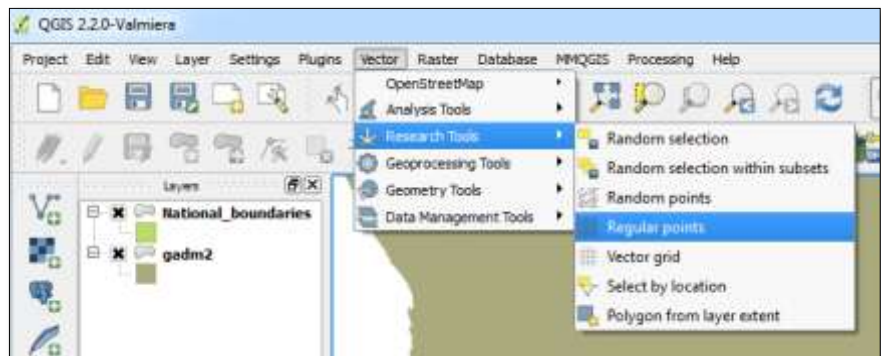 QGIS 2.2.0-Valmiera
Project Edit View Layer Settings Plugins Vector Raster Database MMQGIS Processing Help
OpenStreetMap
Analysis Tools
Research Tools
Geoprocessing Tools
Geometry Tools
Data Management Tools
Random selection
Random selection within subsets
Random points
Regular points
Vector grid
Select by location
Polygon from layer extent
Layers
National_boundaries
gadm2